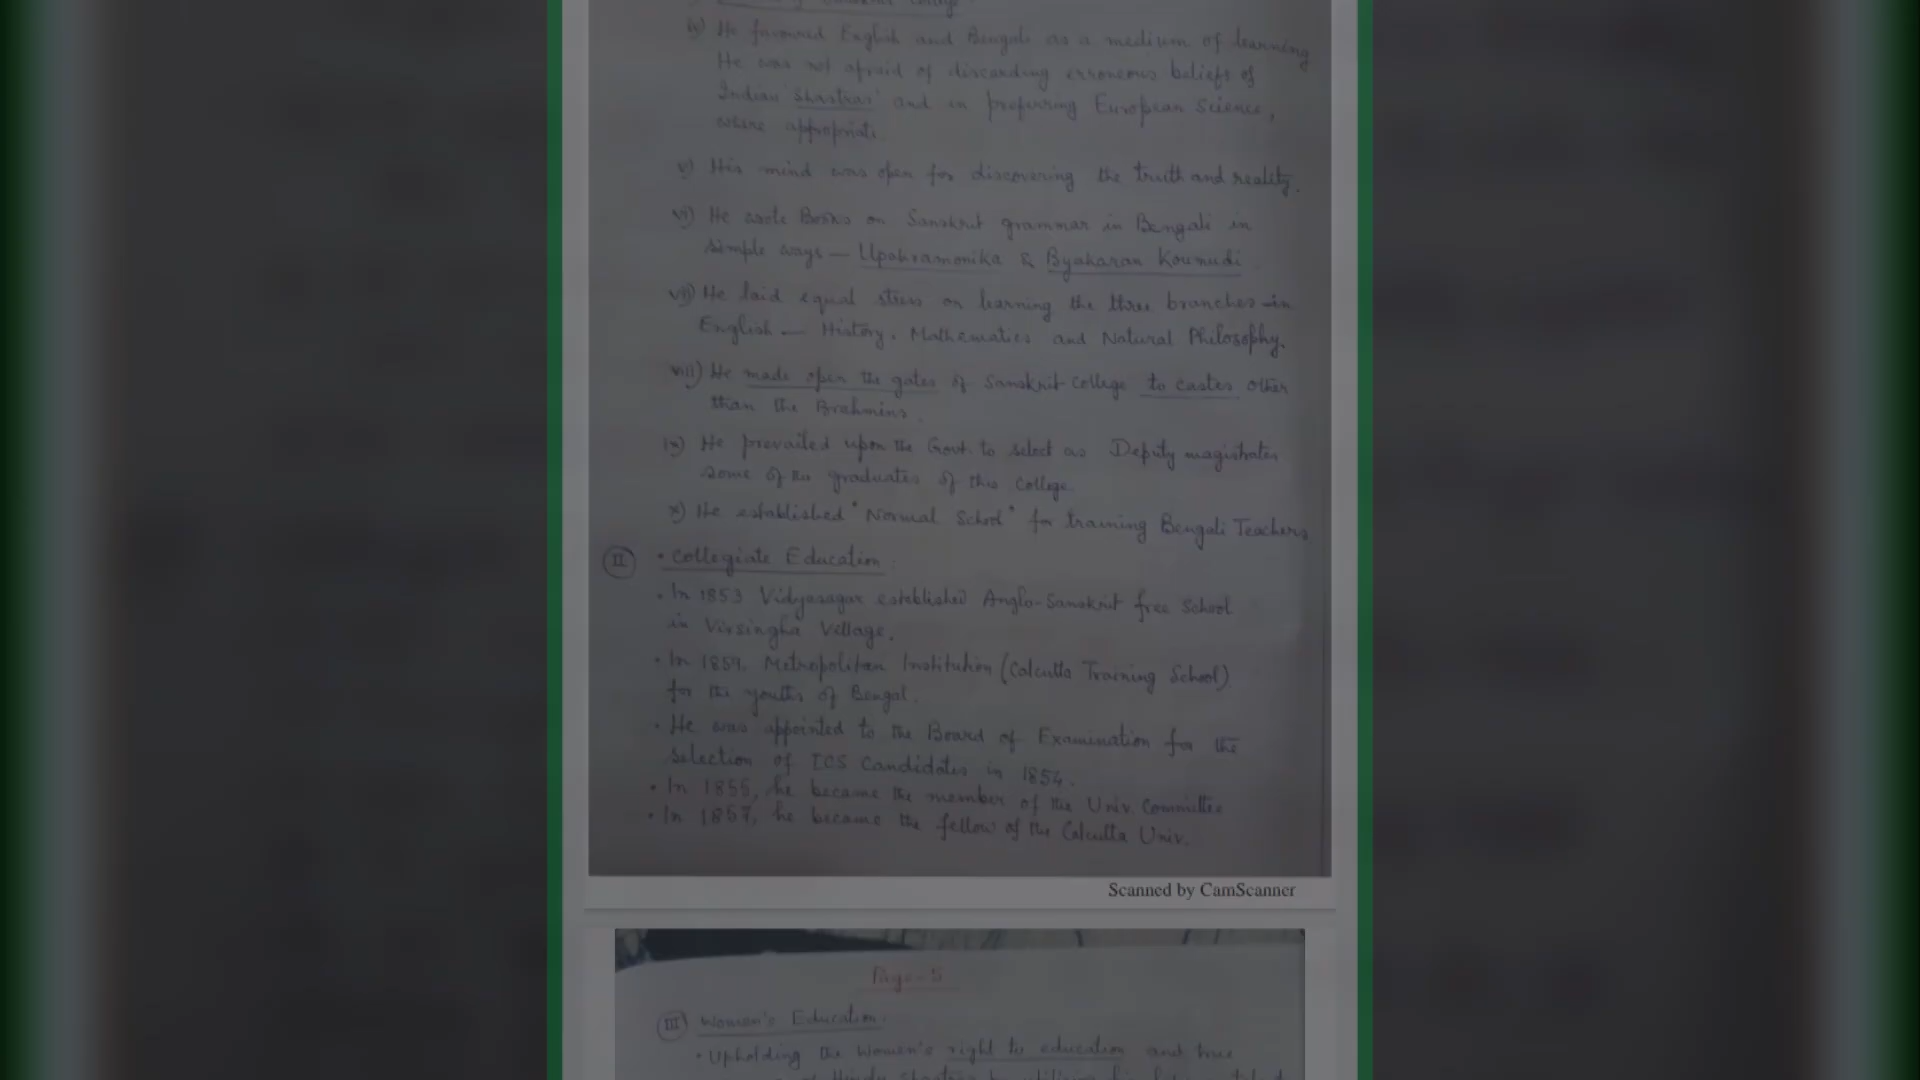 iv) He favoured English and Bengali as a medium of learning
He was not afraid of discarding erroneous beliefs of
Indian Shastras' and in preferring European Science,
where appropriate.
v) His mind was open for discovering the truth and reality.
vi) He wrote Books on Sanskrit grammar in Bengali in
simple ways — Upakramonika & Byakaran Koumudi
vii) He laid equal stress on learning the three branches in
English — History, Mathematics and Natural Philosophy.
viii) He made open the gates of Sanskrit College to castes other
than the Brahmins.
ix) He prevailed upon the Govt. to select as Deputy magistrates
some of the graduates of this College.
x) He established "Normal School" for training Bengali Teachers
II • Collegiate Education:
• In 1853 Vidyasagar established Anglo-Sanskrit free School
in Virsingha Village.
• In 1859, Metropolitan Institution (Calcutta Training School)
for the youths of Bengal.
• He was appointed to the Board of Examination for the
selection of ICS Candidates in 1854.
• In 1855, he became the member of the Univ. Committee
• In 1857, he became the fellow of the Calcutta Univ.
Scanned by CamScanner
Page-5
III Women's Education:
• Upholding the Women's right to education and true